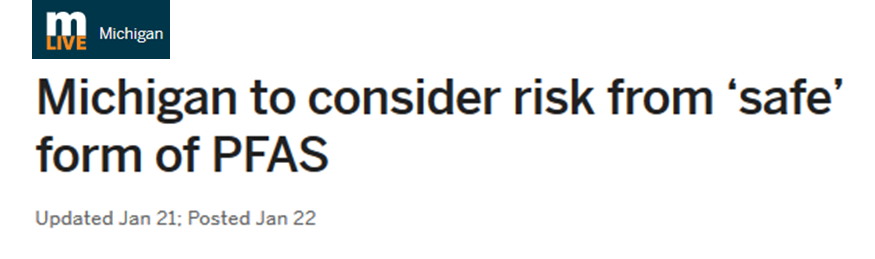 m
LIVE Michigan
Michigan to consider risk from ‘safe’
form of PFAS
Updated Jan 21; Posted Jan 22